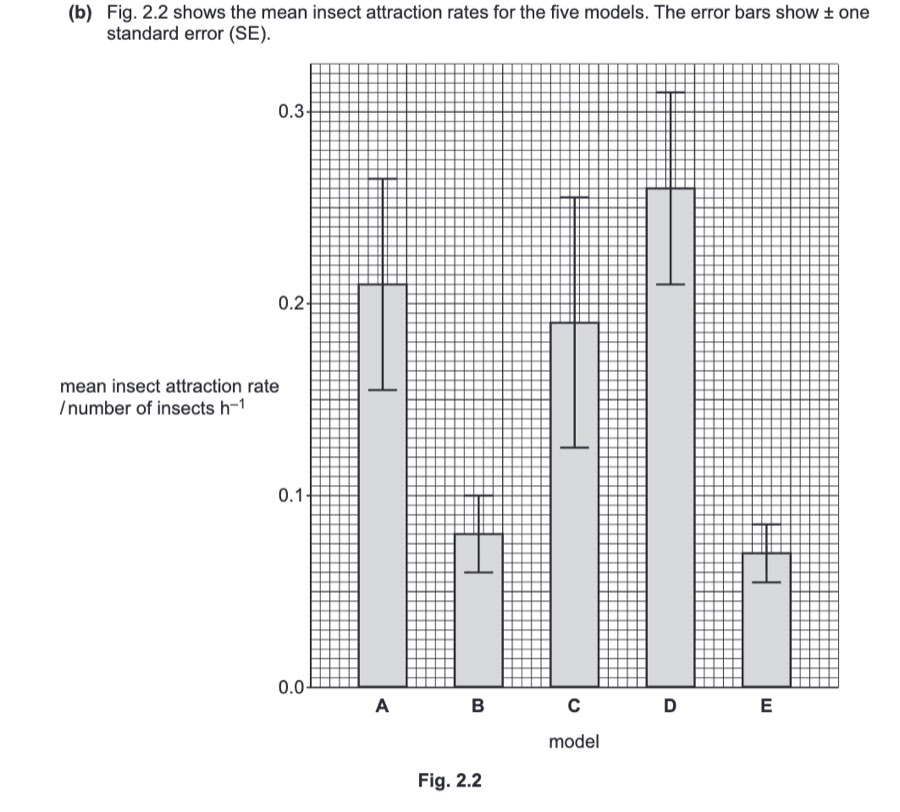 (b) Fig. 2.2 shows the mean insect attraction rates for the five models. The error bars show ± one
standard error (SE).
0.3
0.2
mean insect attraction rate
/ number of insects h⁻¹
0.1
0.0
A B C D E
model
Fig. 2.2